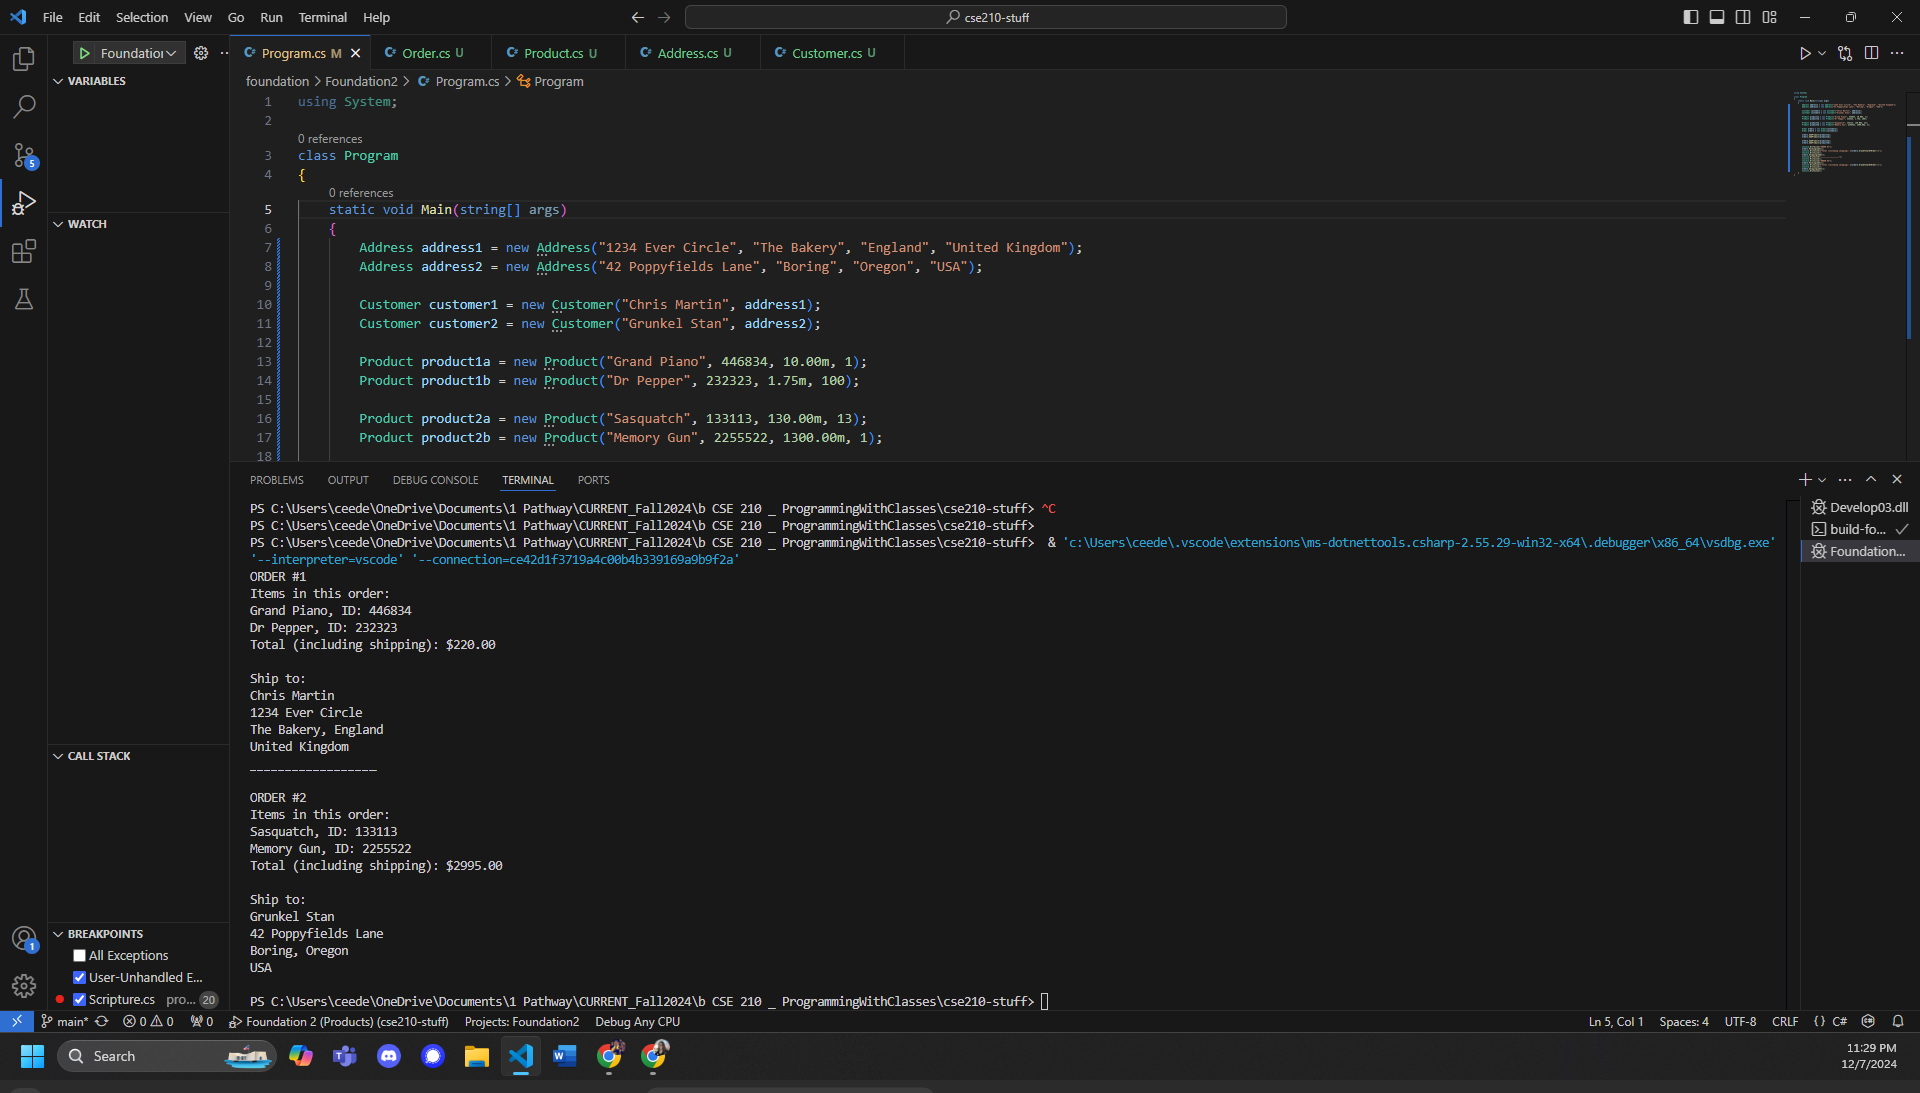 File Edit Selection View Go Run Terminal Help
cse210-stuff
Foundation
Program.cs M
Order.cs U
Product.cs U
Address.cs U
Customer.cs U
foundation > Foundation2 > Program.cs > Program
VARIABLES
WATCH
CALL STACK
BREAKPOINTS
All Exceptions
User-Unhandled E...
Scripture.cs pro... 20
5
1
1 using System;
2
0 references
3 class Program
4 {
0 references
5 static void Main(string[] args)
6 {
7 Address address1 = new Address("1234 Ever Circle", "The Bakery", "England", "United Kingdom");
8 Address address2 = new Address("42 Poppyfields Lane", "Boring", "Oregon", "USA");
9
10 Customer customer1 = new Customer("Chris Martin", address1);
11 Customer customer2 = new Customer("Grunkel Stan", address2);
12
13 Product product1a = new Product("Grand Piano", 446834, 10.00m, 1);
14 Product product1b = new Product("Dr Pepper", 232323, 1.75m, 100);
15
16 Product product2a = new Product("Sasquatch", 133113, 130.00m, 13);
17 Product product2b = new Product("Memory Gun", 2255522, 1300.00m, 1);
18
PROBLEMS OUTPUT DEBUG CONSOLE TERMINAL PORTS
PS C:\Users\ceede\OneDrive\Documents\1 Pathway\CURRENT_Fall2024\b CSE 210 _ ProgrammingWithClasses\cse210-stuff> ^C
PS C:\Users\ceede\OneDrive\Documents\1 Pathway\CURRENT_Fall2024\b CSE 210 _ ProgrammingWithClasses\cse210-stuff>
PS C:\Users\ceede\OneDrive\Documents\1 Pathway\CURRENT_Fall2024\b CSE 210 _ ProgrammingWithClasses\cse210-stuff> & 'c:\Users\ceede\.vscode\extensions\ms-dotnettools.csharp-2.55.29-win32-x64\.debugger\x86_64\vsdbg.exe'
'--interpreter=vscode' '--connection=ce42d1f3719a4c00b4b339169a9b9f2a'
ORDER #1
Items in this order:
Grand Piano, ID: 446834
Dr Pepper, ID: 232323
Total (including shipping): $220.00
Ship to:
Chris Martin
1234 Ever Circle
The Bakery, England
United Kingdom
__________________
ORDER #2
Items in this order:
Sasquatch, ID: 133113
Memory Gun, ID: 2255522
Total (including shipping): $2995.00
Ship to:
Grunkel Stan
42 Poppyfields Lane
Boring, Oregon
USA
PS C:\Users\ceede\OneDrive\Documents\1 Pathway\CURRENT_Fall2024\b CSE 210 _ ProgrammingWithClasses\cse210-stuff>
Develop03.dll
build-fo...
Foundation...
main* 0 0 0 Foundation 2 (Products) (cse210-stuff) Projects: Foundation2 Debug Any CPU
Ln 5, Col 1 Spaces: 4 UTF-8 CRLF {} C#
Search
11:29 PM
12/7/2024